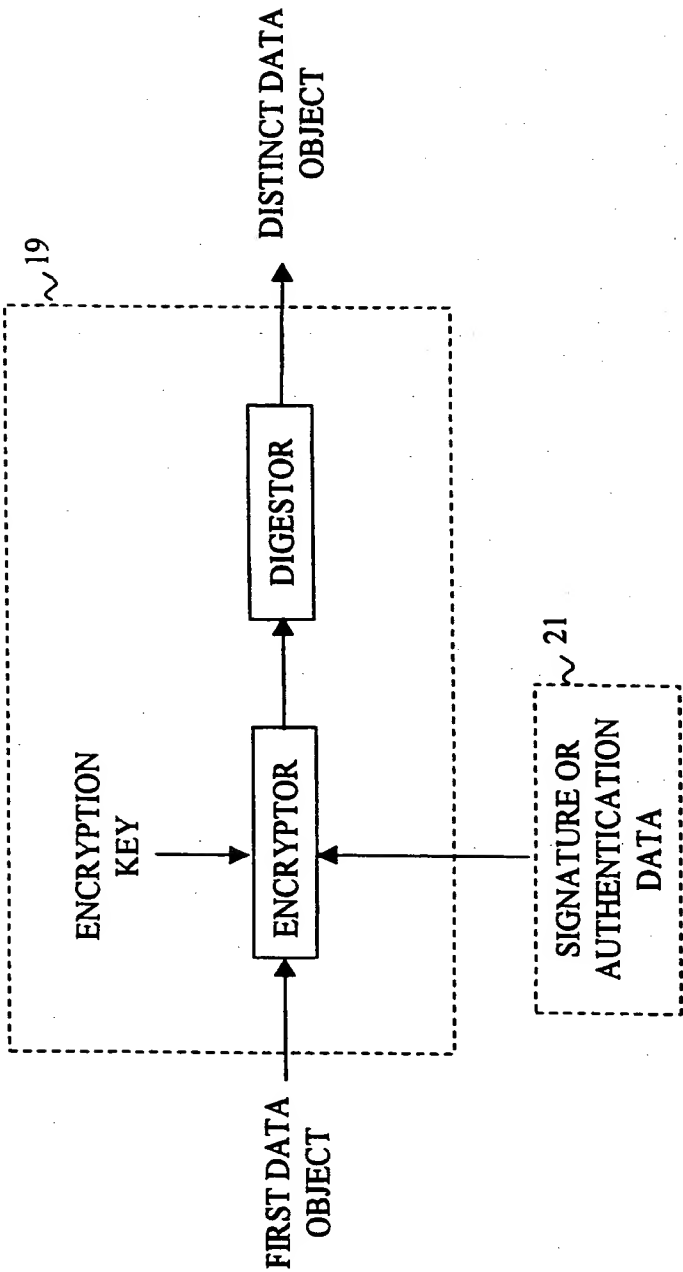 19
ENCRYPTION
KEY
FIRST DATA
OBJECT
ENCRYPTOR
DIGESTOR
DISTINCT DATA
OBJECT
21
SIGNATURE OR
AUTHENTICATION
DATA